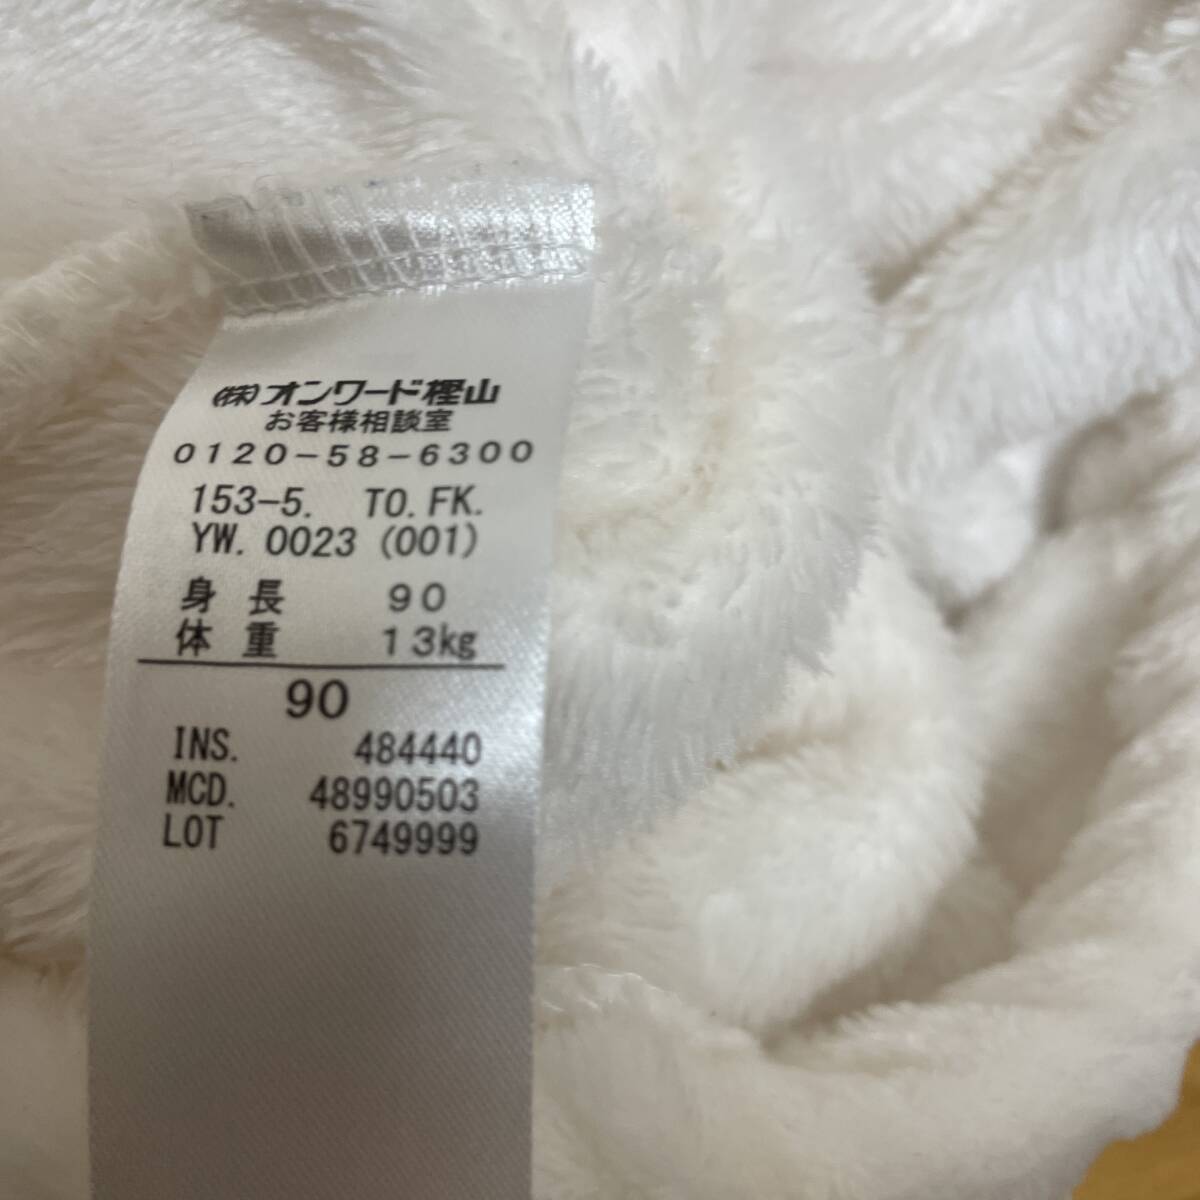 ㈱オンワード樫山
お客様相談室
0120-58-6300
153-5. TO.FK.
YW. 0023 (001)
身長 90
体重 13kg
90
INS. 484440
MCD. 48990503
LOT 6749999